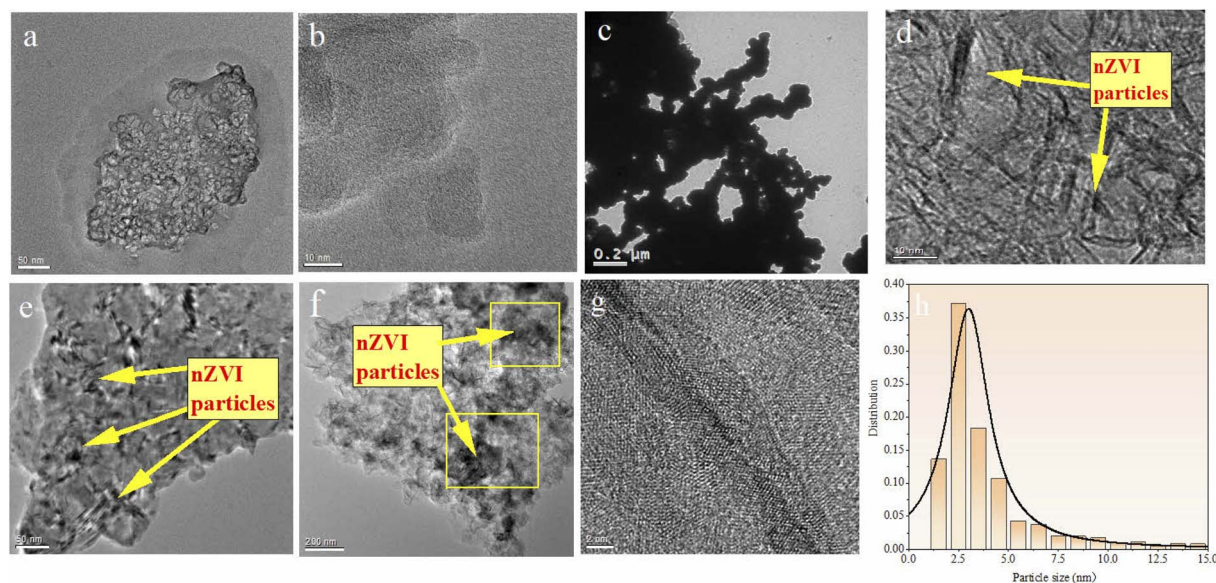 a
50 nm
b
10 nm
c
0.2 µm
d
nZVI
particles
10 nm
e
nZVI
particles
50 nm
f
nZVI
particles
200 nm
g
2 nm
h
Distribution
0.40
0.35
0.30
0.25
0.20
0.15
0.10
0.05
0.00
0.0 2.5 5.0 7.5 10.0 12.5 15.0
Particle size (nm)